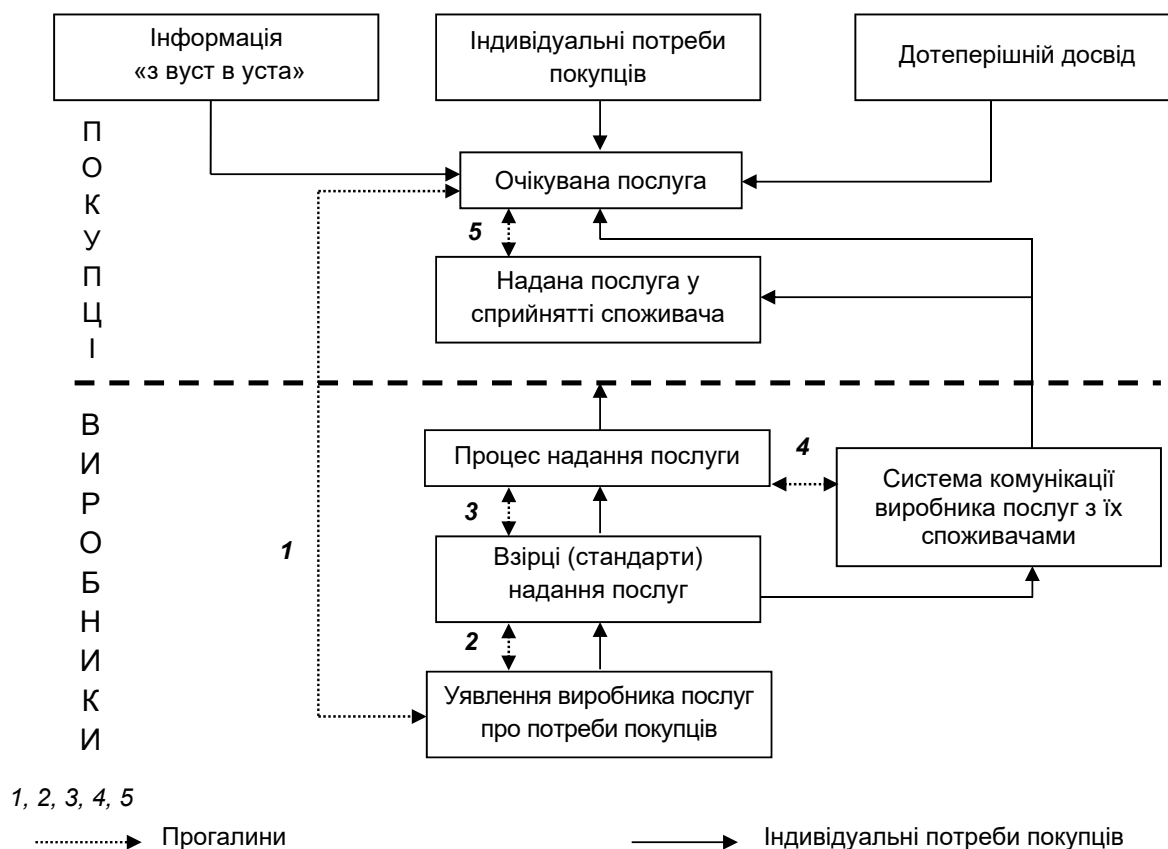 Інформація
«з вуст в уста»
Індивідуальні потреби
покупців
Дотеперішній досвід
ПОКУПЦІ
Очікувана послуга
5
Надана послуга у
сприйнятті споживача
ВИРОБНИКИ
Процес надання послуги
4
Система комунікації
виробника послуг з їх
споживачами
3
1
Взірці (стандарти)
надання послуг
2
Уявлення виробника послуг
про потреби покупців
1, 2, 3, 4, 5
Прогалини
Індивідуальні потреби покупців